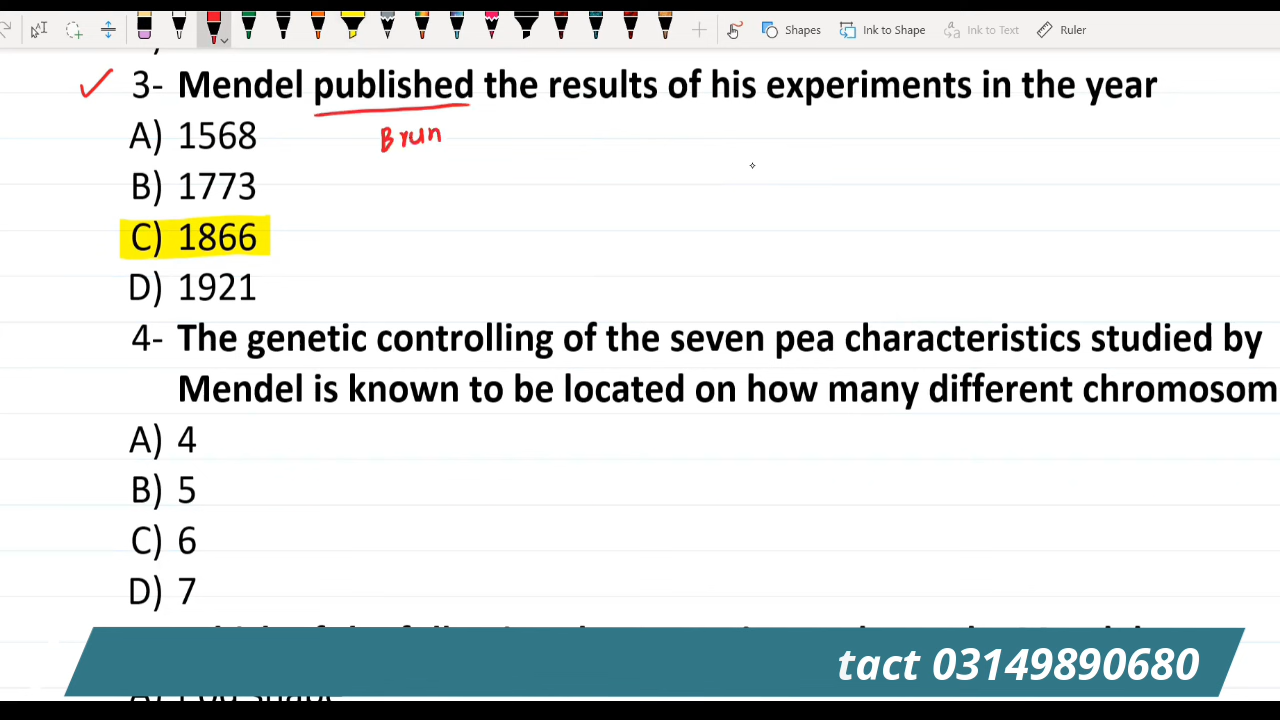 Shapes Ink to Shape Ink to Text Ruler
3- Mendel published the results of his experiments in the year
A) 1568
Brun
B) 1773
C) 1866
D) 1921
4- The genetic controlling of the seven pea characteristics studied by
Mendel is known to be located on how many different chromosom
A) 4
B) 5
C) 6
D) 7
tact 03149890680